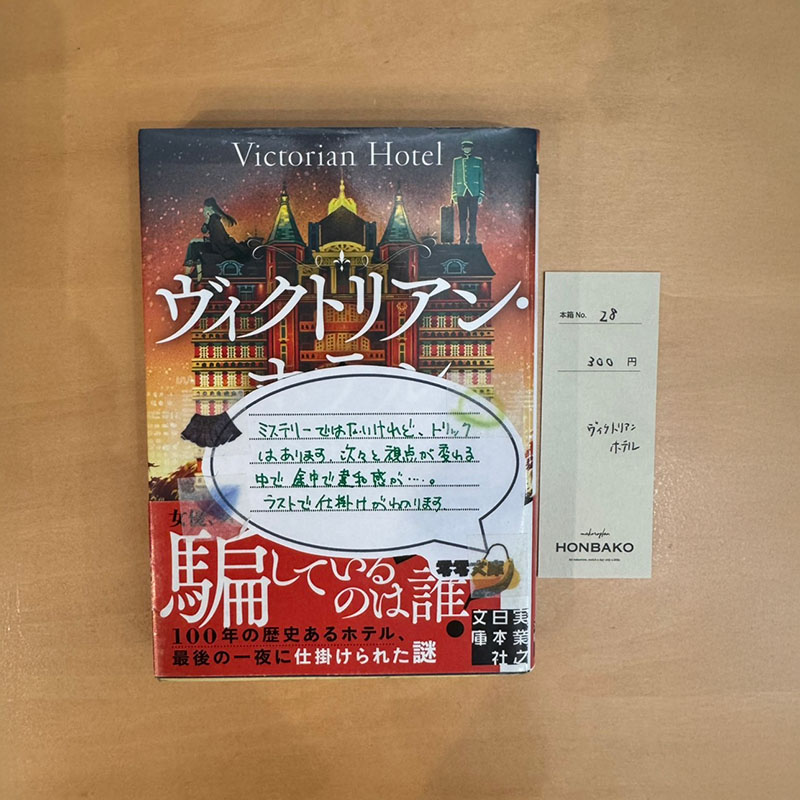 Victorian Hotel
ヴィクトリアン・
ミステリーではないけれど、トリック
はあります。次々と視点が変わる
中で途中で違和感が…。
ラストで仕掛けがわかります
女優、
騙している
のは誰?
100年の歴史あるホテル、
最後の一夜に仕掛けられた謎
実業之
日本社
文庫
本箱 No. 28
300 円
ヴィクトリアン
ホテル
HONBAKO